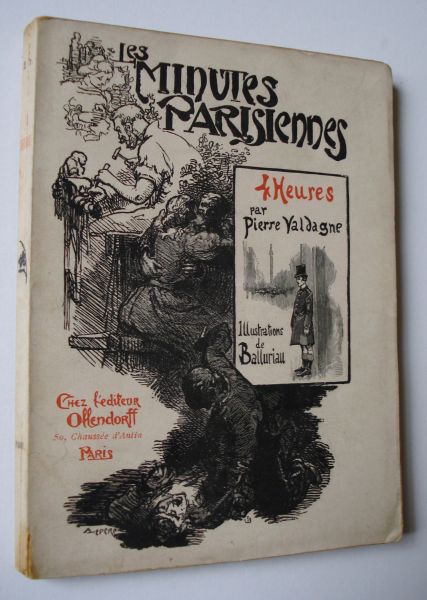 Les
Minutes
Parisiennes
4 Heures
par
Pierre Valdagne
Illustrations
de
Balluriau
Chez l'éditeur
Ollendorff
50, Chaussée d'Antin
Paris